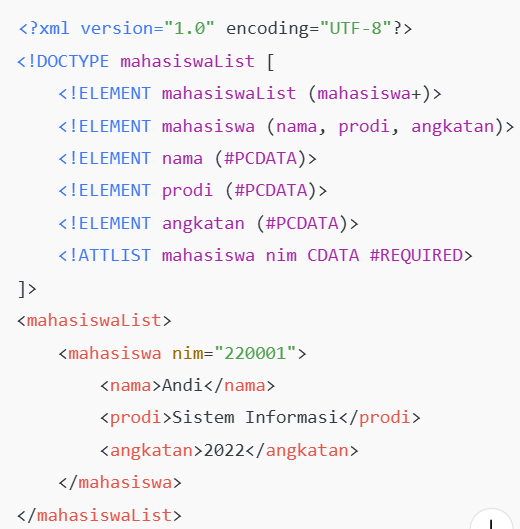 <?xml version="1.0" encoding="UTF-8"?>
<!DOCTYPE mahasiswaList [
    <!ELEMENT mahasiswaList (mahasiswa+)>
    <!ELEMENT mahasiswa (nama, prodi, angkatan)>
    <!ELEMENT nama (#PCDATA)>
    <!ELEMENT prodi (#PCDATA)>
    <!ELEMENT angkatan (#PCDATA)>
    <!ATTLIST mahasiswa nim CDATA #REQUIRED>
]>
<mahasiswaList>
    <mahasiswa nim="220001">
        <nama>Andi</nama>
        <prodi>Sistem Informasi</prodi>
        <angkatan>2022</angkatan>
    </mahasiswa>
</mahasiswaList>